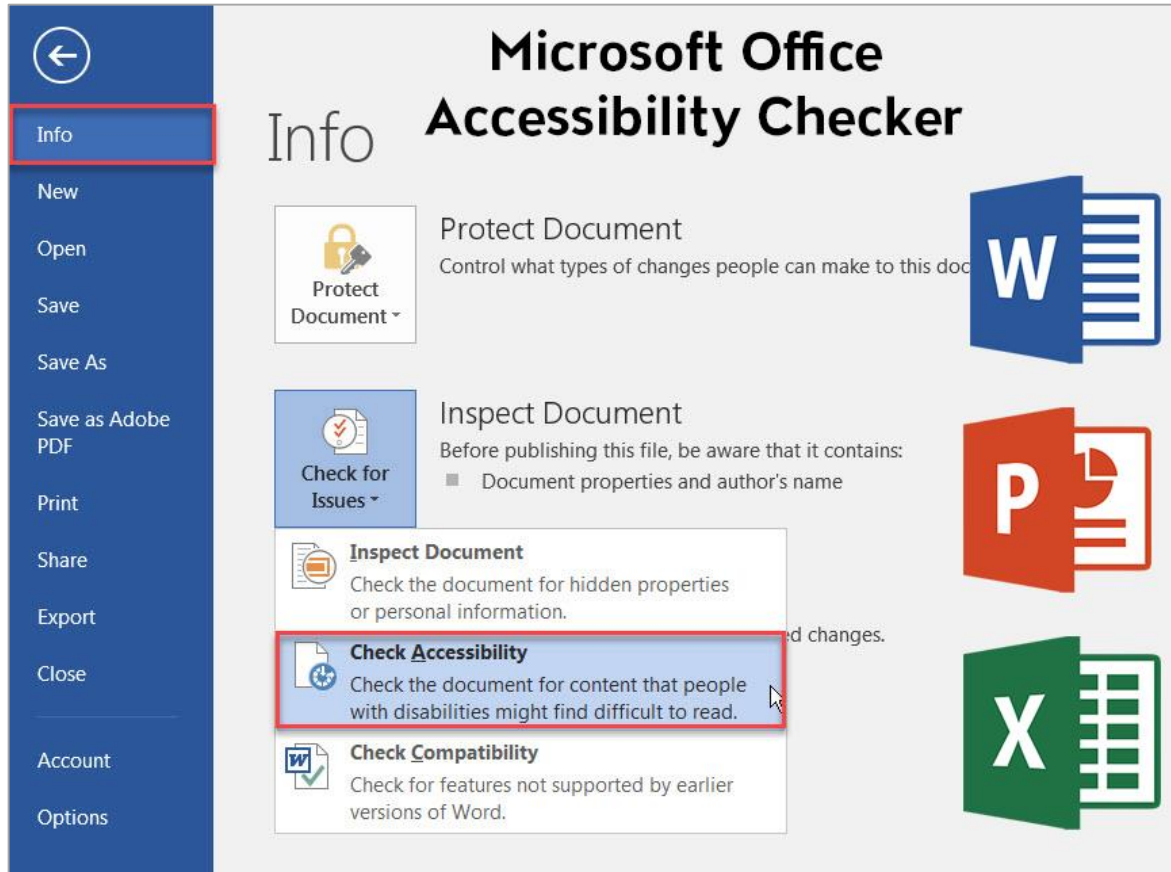 Microsoft Office
Accessibility Checker
Info
Info
New
Open
Save
Save As
Save as Adobe
PDF
Print
Share
Export
Close
Account
Options
Protect
Document
Protect Document
Control what types of changes people can make to this doc
Check for
Issues
Inspect Document
Before publishing this file, be aware that it contains:
Document properties and author's name
Inspect Document
Check the document for hidden properties
or personal information.
ed changes.
Check Accessibility
Check the document for content that people
with disabilities might find difficult to read.
Check Compatibility
Check for features not supported by earlier
versions of Word.
W
P
X